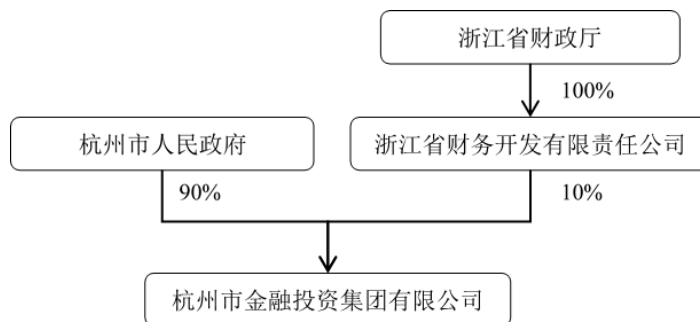 浙江省财政厅
100%
杭州市人民政府
浙江省财务开发有限责任公司
90%
10%
杭州市金融投资集团有限公司